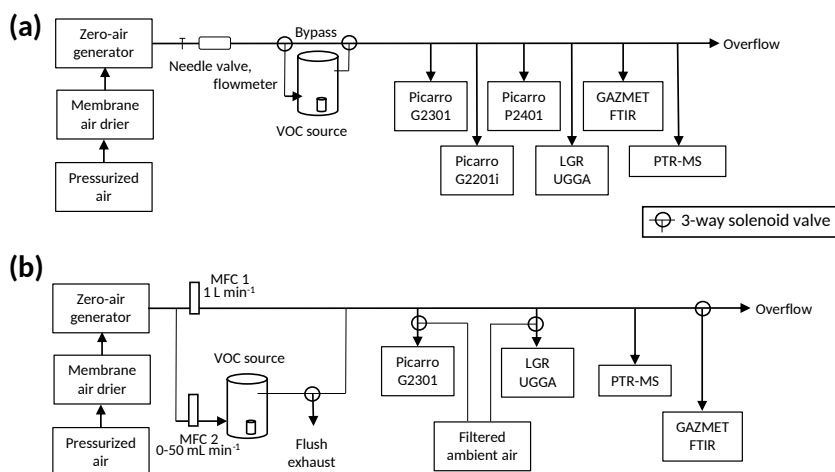 (a)
Zero-air
generator
Bypass
Overflow
Needle valve,
flowmeter
Picarro
G2301
Picarro
P2401
GAZMET
FTIR
Membrane
air drier
VOC source
Picarro
G2201i
LGR
UGGA
PTR-MS
Pressurized
air
3-way solenoid valve
(b)
MFC 1
1 L min-1
Zero-air
generator
Overflow
VOC source
Picarro
G2301
LGR
UGGA
Membrane
air drier
PTR-MS
MFC 2
0-50 mL min-1
Flush
exhaust
Filtered
ambient air
GAZMET
FTIR
Pressurized
air